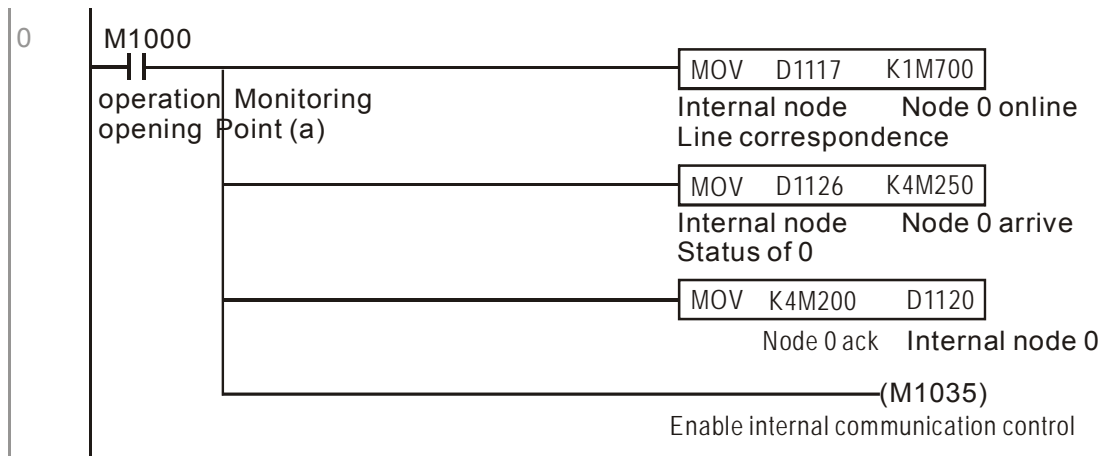 0
M1000
MOV D1117 K1M700
operation Monitoring
opening Point (a)
Internal node Node 0 online
Line correspondence
MOV D1126 K4M250
Internal node Node 0 arrive
Status of 0
MOV K4M200 D1120
Node 0 ack Internal node 0
(M1035)
Enable internal communication control